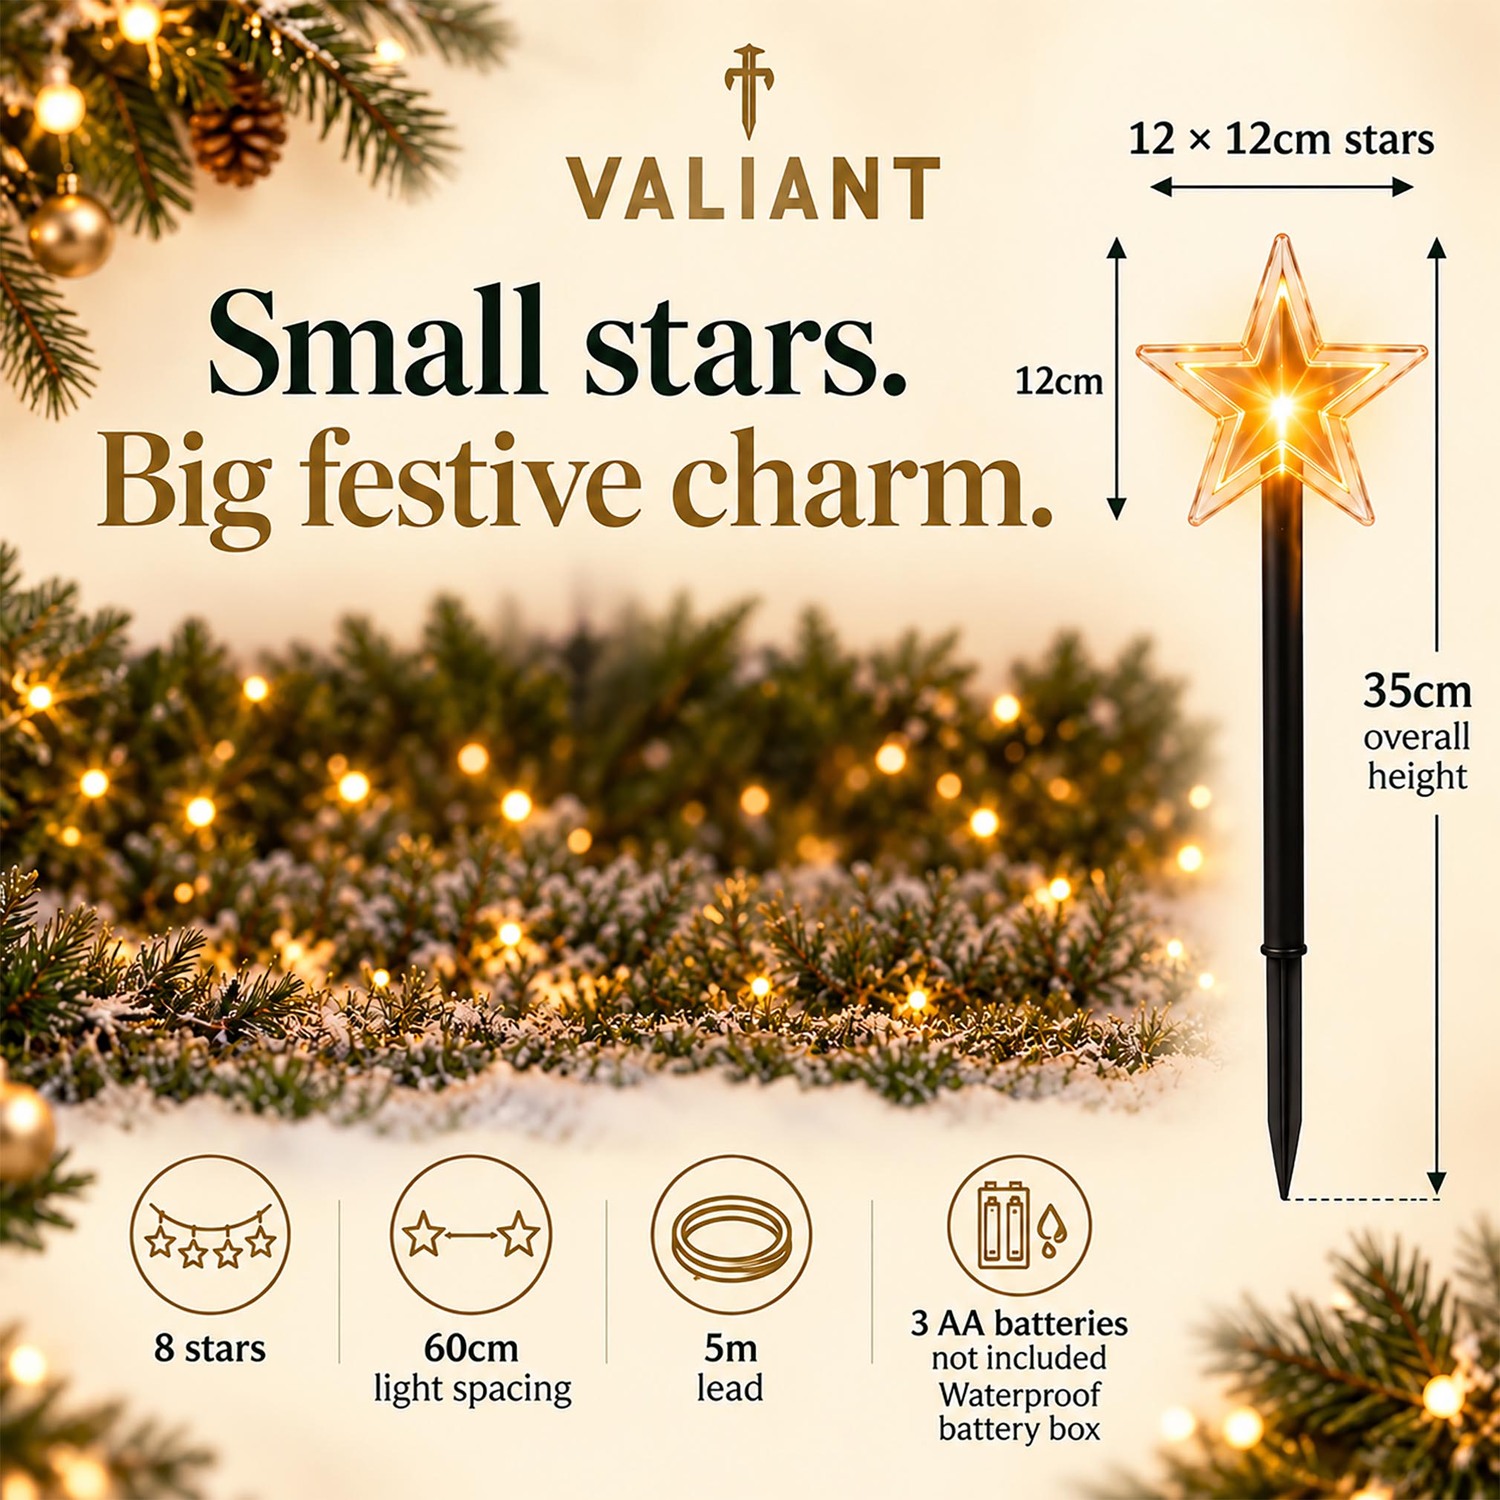 VALIANT
12 × 12cm stars
Small stars.
12cm
Big festive charm.
35cm
overall
height
8 stars
60cm
light spacing
5m
lead
3 AA batteries
not included
Waterproof
battery box